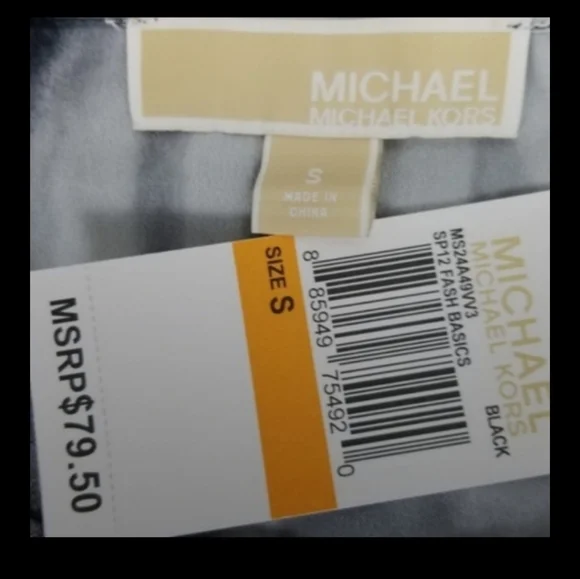 MICHAEL
MICHAEL KORS
S
MADE IN
CHINA
MICHAEL
MICHAEL KORS
BLACK
MS24A49VV3
SP12 FASH BASICS
8 85949 75492 0
SIZE S
MSRP$79.50